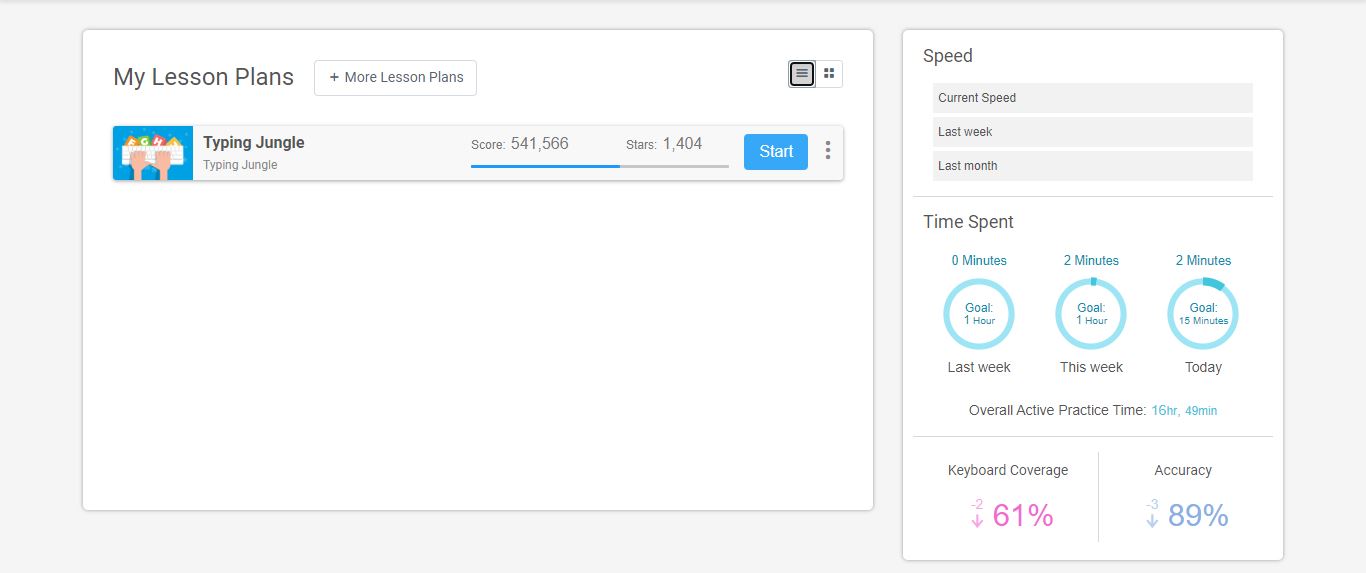 My Lesson Plans
+ More Lesson Plans
EGHA
Typing Jungle
Typing Jungle
Score: 541,566
Stars: 1,404
Start
Speed
Current Speed
Last week
Last month
Time Spent
0 Minutes
Goal:
1 Hour
Last week
2 Minutes
Goal:
1 Hour
This week
2 Minutes
Goal:
15 Minutes
Today
Overall Active Practice Time: 16hr, 49min
Keyboard Coverage
-2
61%
Accuracy
-3
89%